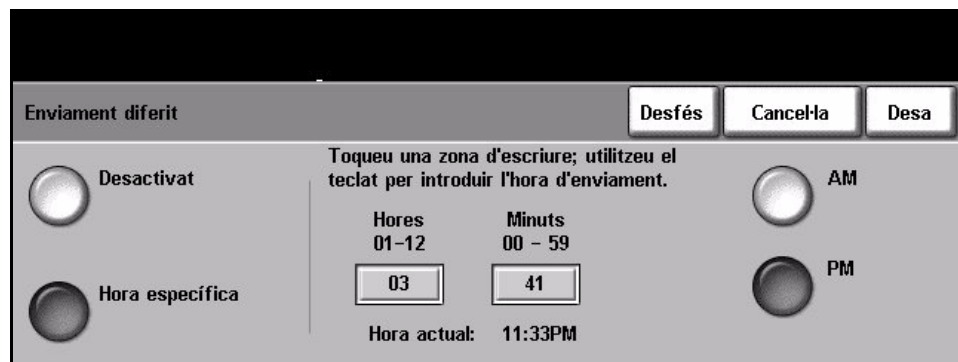 Enviament diferit
Desfés
Cancel·la
Desa
Desactivat
Hora específica
Toqueu una zona d'escriure; utilitzeu el
teclat per introduir l'hora d'enviament.
Hores
01-12
03
Minuts
00 - 59
41
Hora actual: 11:33PM
AM
PM